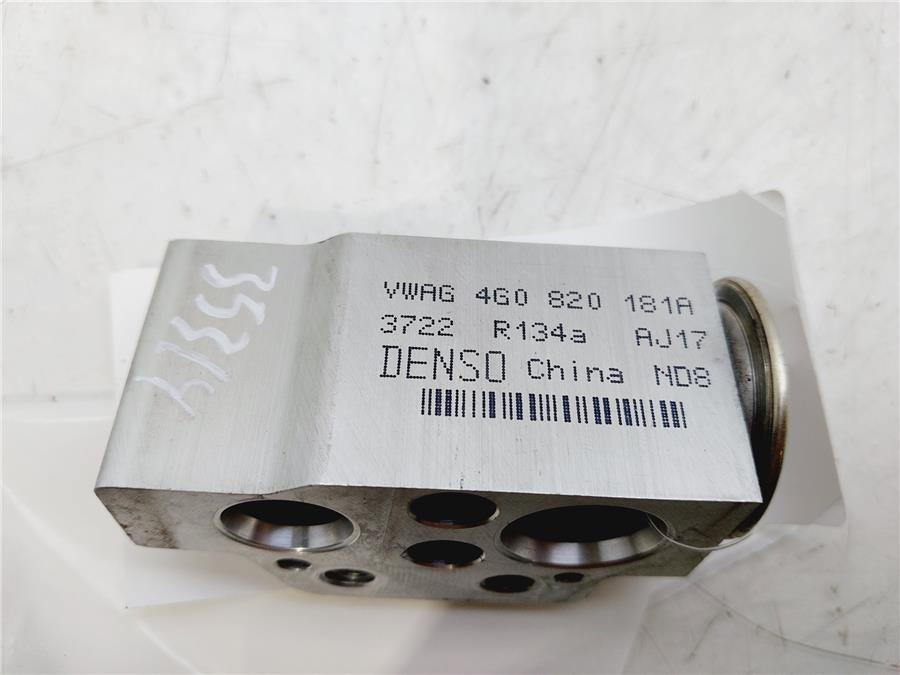 VWAG 4G0 820 181A
3722 R134a AJ17
DENSO China ND8